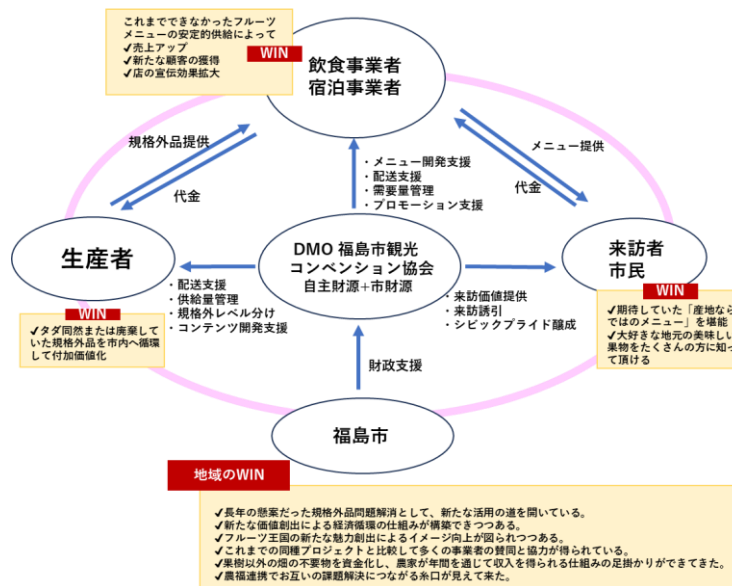 これまでできなかったフルーツ
メニューの安定的供給によって
✓売上アップ
✓新たな顧客の獲得
✓店の宣伝効果拡大
WIN
飲食事業者
宿泊事業者
規格外品提供
代金
・メニュー開発支援
・配送支援
・需要量管理
・プロモーション支援
メニュー提供
代金
生産者
DMO 福島市観光
コンベンション協会
自主財源+市財源
来訪者
市民
WIN
✓タダ同然または廃棄して
いた規格外品を市内へ循環
して付加価値化
・配送支援
・供給量管理
・規格外レベル分け
・コンテンツ開発支援
・来訪価値提供
・来訪誘引
・シビックプライド醸成
WIN
✓期待していた「産地なら
ではのメニュー」を堪能
✓大好きな地元の美味しい
果物をたくさんの方に知っ
て頂ける
財政支援
福島市
地域のWIN
✓長年の懸案だった規格外品問題解消として、新たな活用の道を開いている。
✓新たな価値創出による経済循環の仕組みが構築できつつある。
✓フルーツ王国の新たな魅力創出によるイメージ向上が図られつつある。
✓これまでの同種プロジェクトと比較して多くの事業者の賛同と協力が得られている。
✓果樹以外の畑の不要物を資金化し、農家が年間を通じて収入を得られる仕組みの足掛かりができてきた。
✓農福連携でお互いの課題解決につながる糸口が見えて来た。